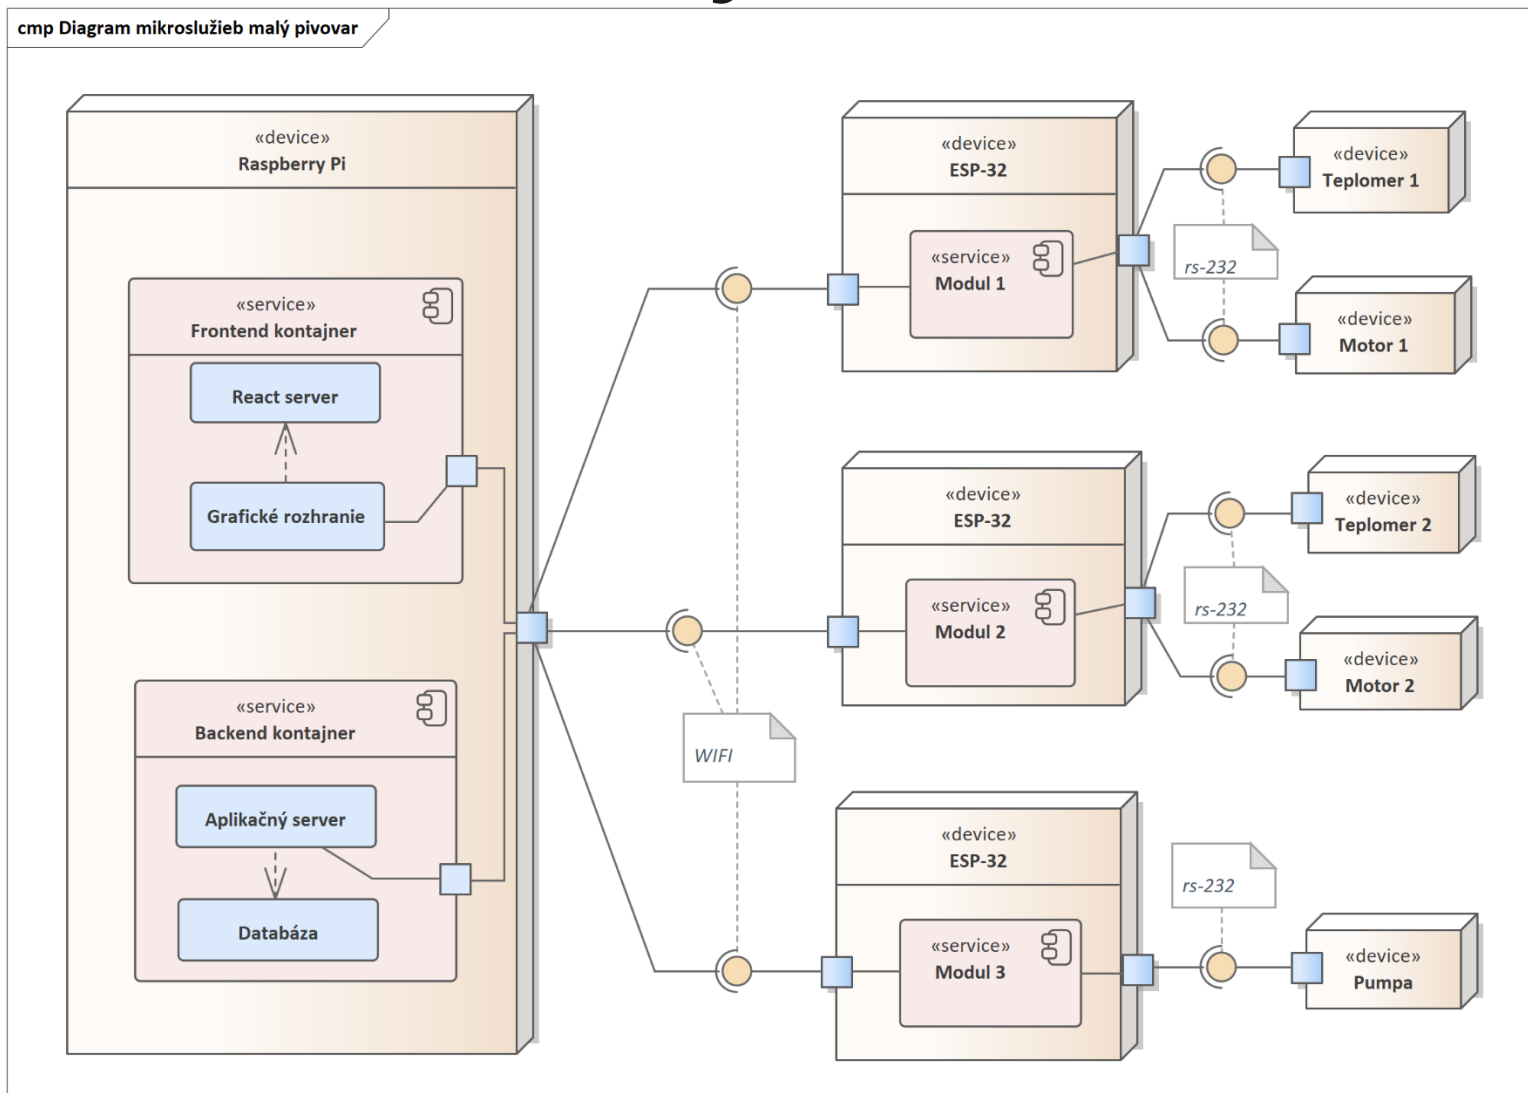 cmp Diagram mikroslužieb malý pivovar
«device»
Raspberry Pi
«service»
Frontend kontajner
React server
Grafické rozhranie
«service»
Backend kontajner
Aplikačný server
Databáza
WIFI
«device»
ESP-32
«service»
Modul 1
«device»
Teplomer 1
rs-232
«device»
Motor 1
«device»
ESP-32
«service»
Modul 2
«device»
Teplomer 2
rs-232
«device»
Motor 2
«device»
ESP-32
«service»
Modul 3
rs-232
«device»
Pumpa